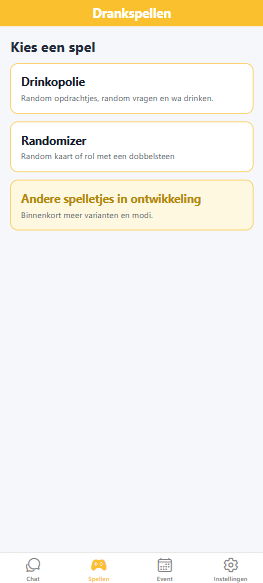 Drankspellen
Kies een spel
Drinkopolie
Random opdrachtjes, random vragen en wa drinken.
Randomizer
Random kaart of rol met een dobbelsteen
Andere spelletjes in ontwikkeling
Binnenkort meer varianten en modi.
Chat
Spellen
Event
Instellingen